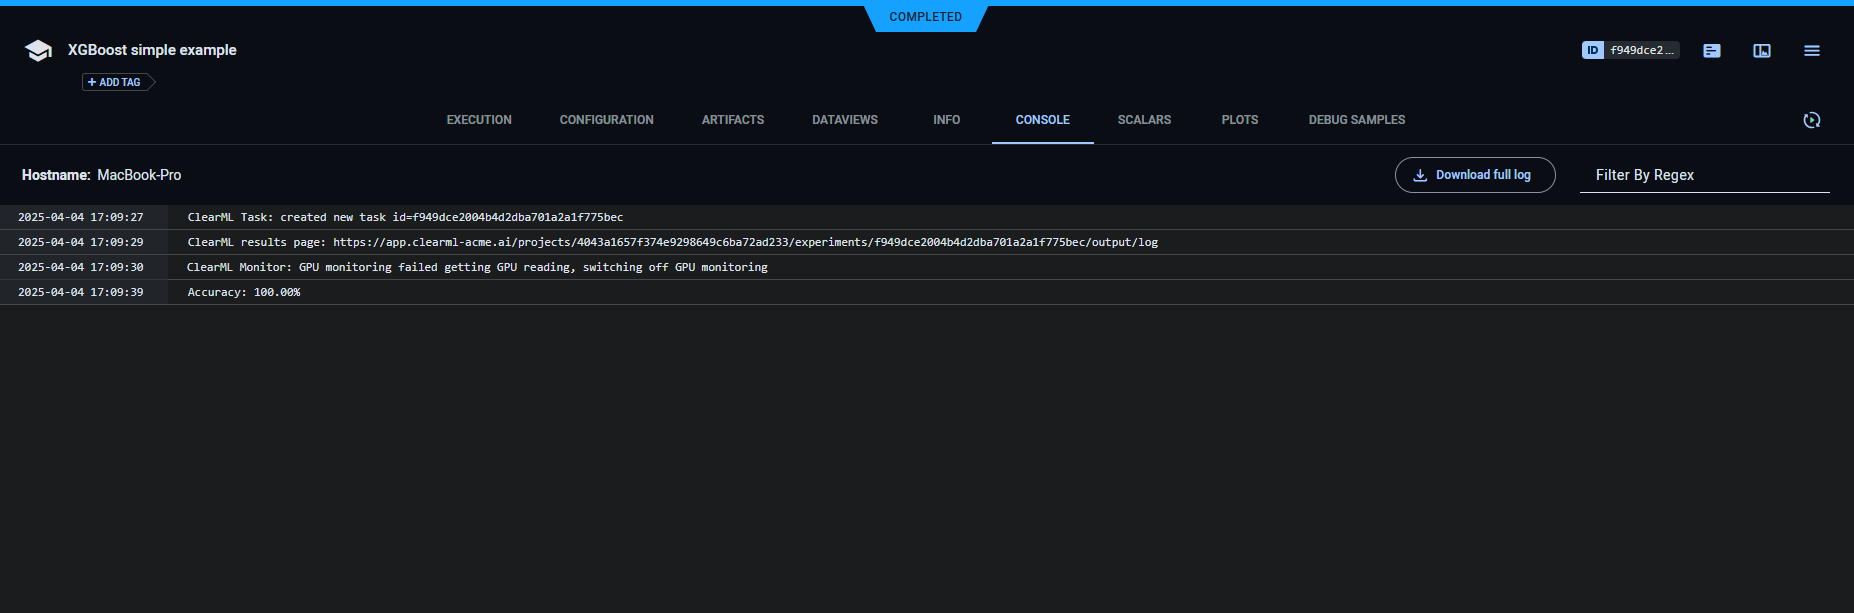 COMPLETED
XGBoost simple example
ID f949dce2...
+ ADD TAG
EXECUTION CONFIGURATION ARTIFACTS DATAVIEWS INFO CONSOLE SCALARS PLOTS DEBUG SAMPLES
Hostname: MacBook-Pro
Download full log
Filter By Regex
2025-04-04 17:09:27 ClearML Task: created new task id=f949dce2004b4d2dba701a2a1f775bec
2025-04-04 17:09:29 ClearML results page: https://app.clearml-acme.ai/projects/4043a1657f374e9298649c6ba72ad233/experiments/f949dce2004b4d2dba701a2a1f775bec/output/log
2025-04-04 17:09:30 ClearML Monitor: GPU monitoring failed getting GPU reading, switching off GPU monitoring
2025-04-04 17:09:39 Accuracy: 100.00%